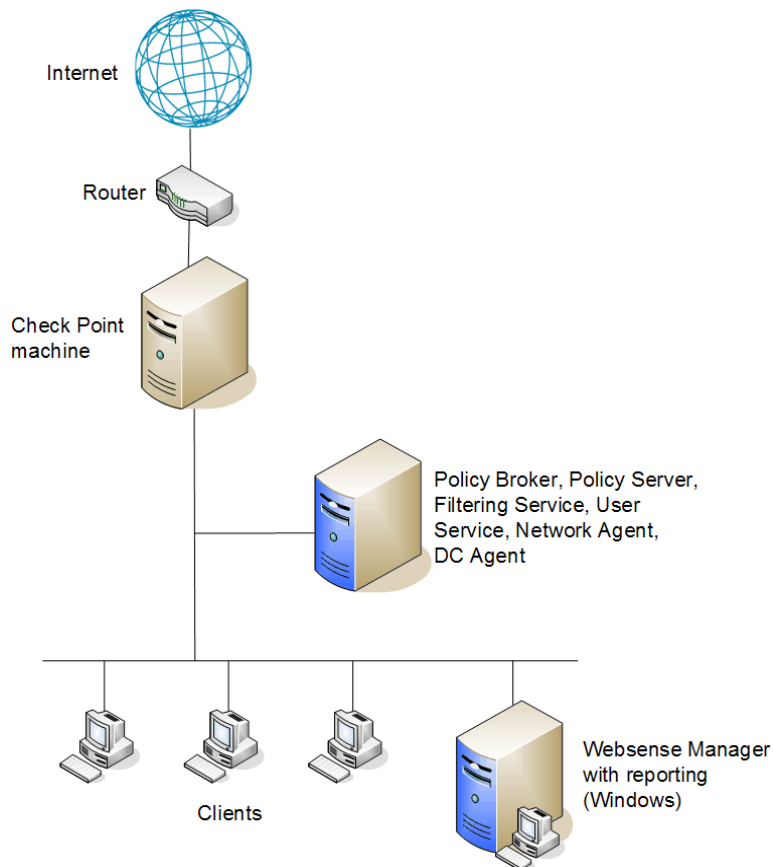 Internet
Router
Check Point
machine
Policy Broker, Policy Server,
Filtering Service, User
Service, Network Agent,
DC Agent
Clients
Websense Manager
with reporting
(Windows)